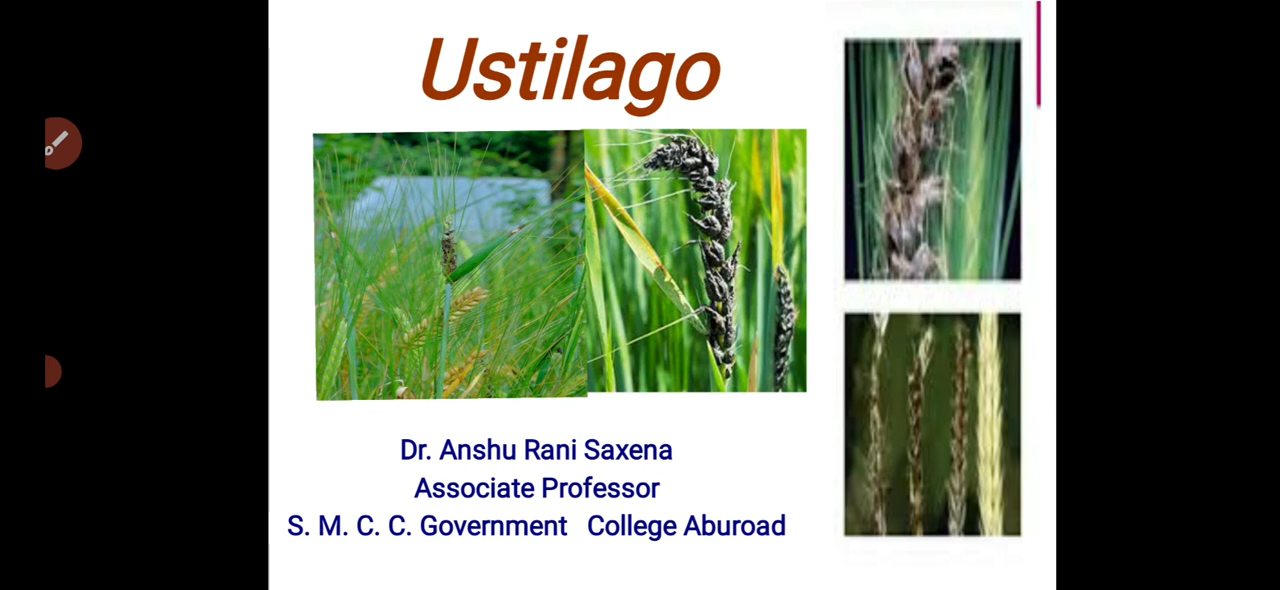 Ustilago
Dr. Anshu Rani Saxena
Associate Professor
S. M. C. C. Government College Aburoad